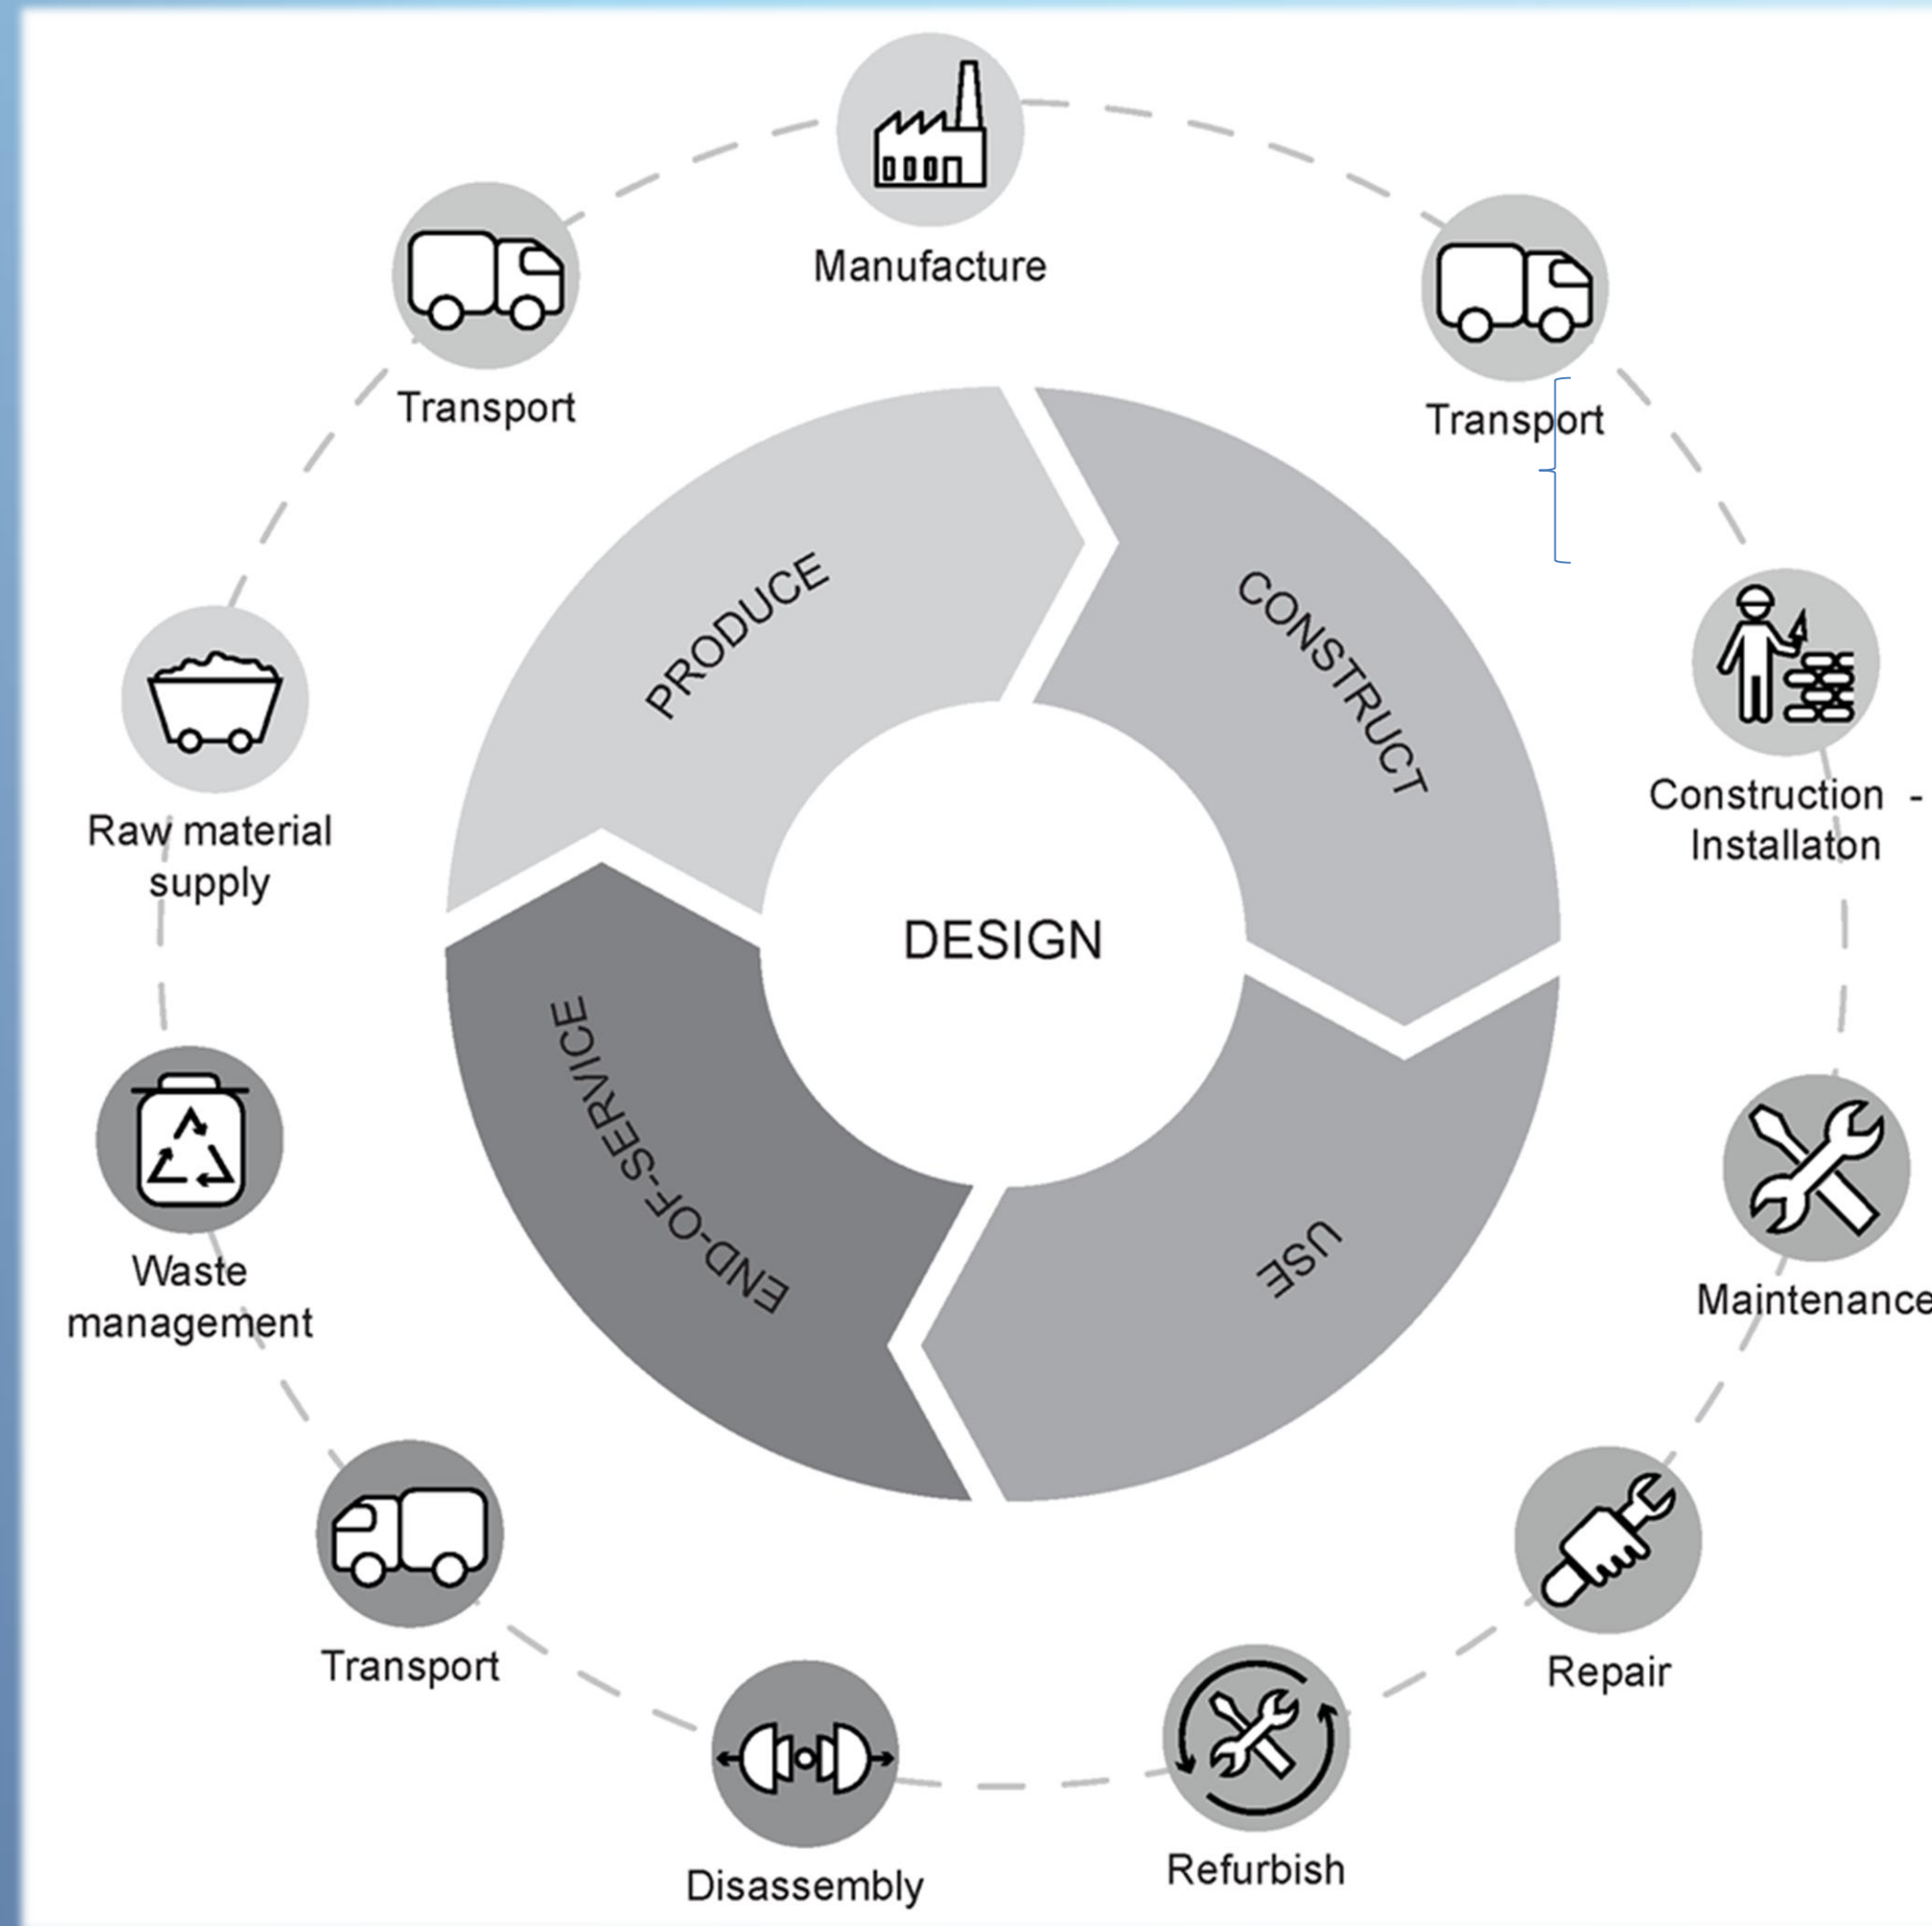 Manufacture
Transport
Transport
PRODUCE
CONSTRUCT
Raw material
supply
Construction -
Installaton
DESIGN
END-OF-SERVICE
USE
Waste
management
Maintenance
Transport
Repair
Disassembly
Refurbish